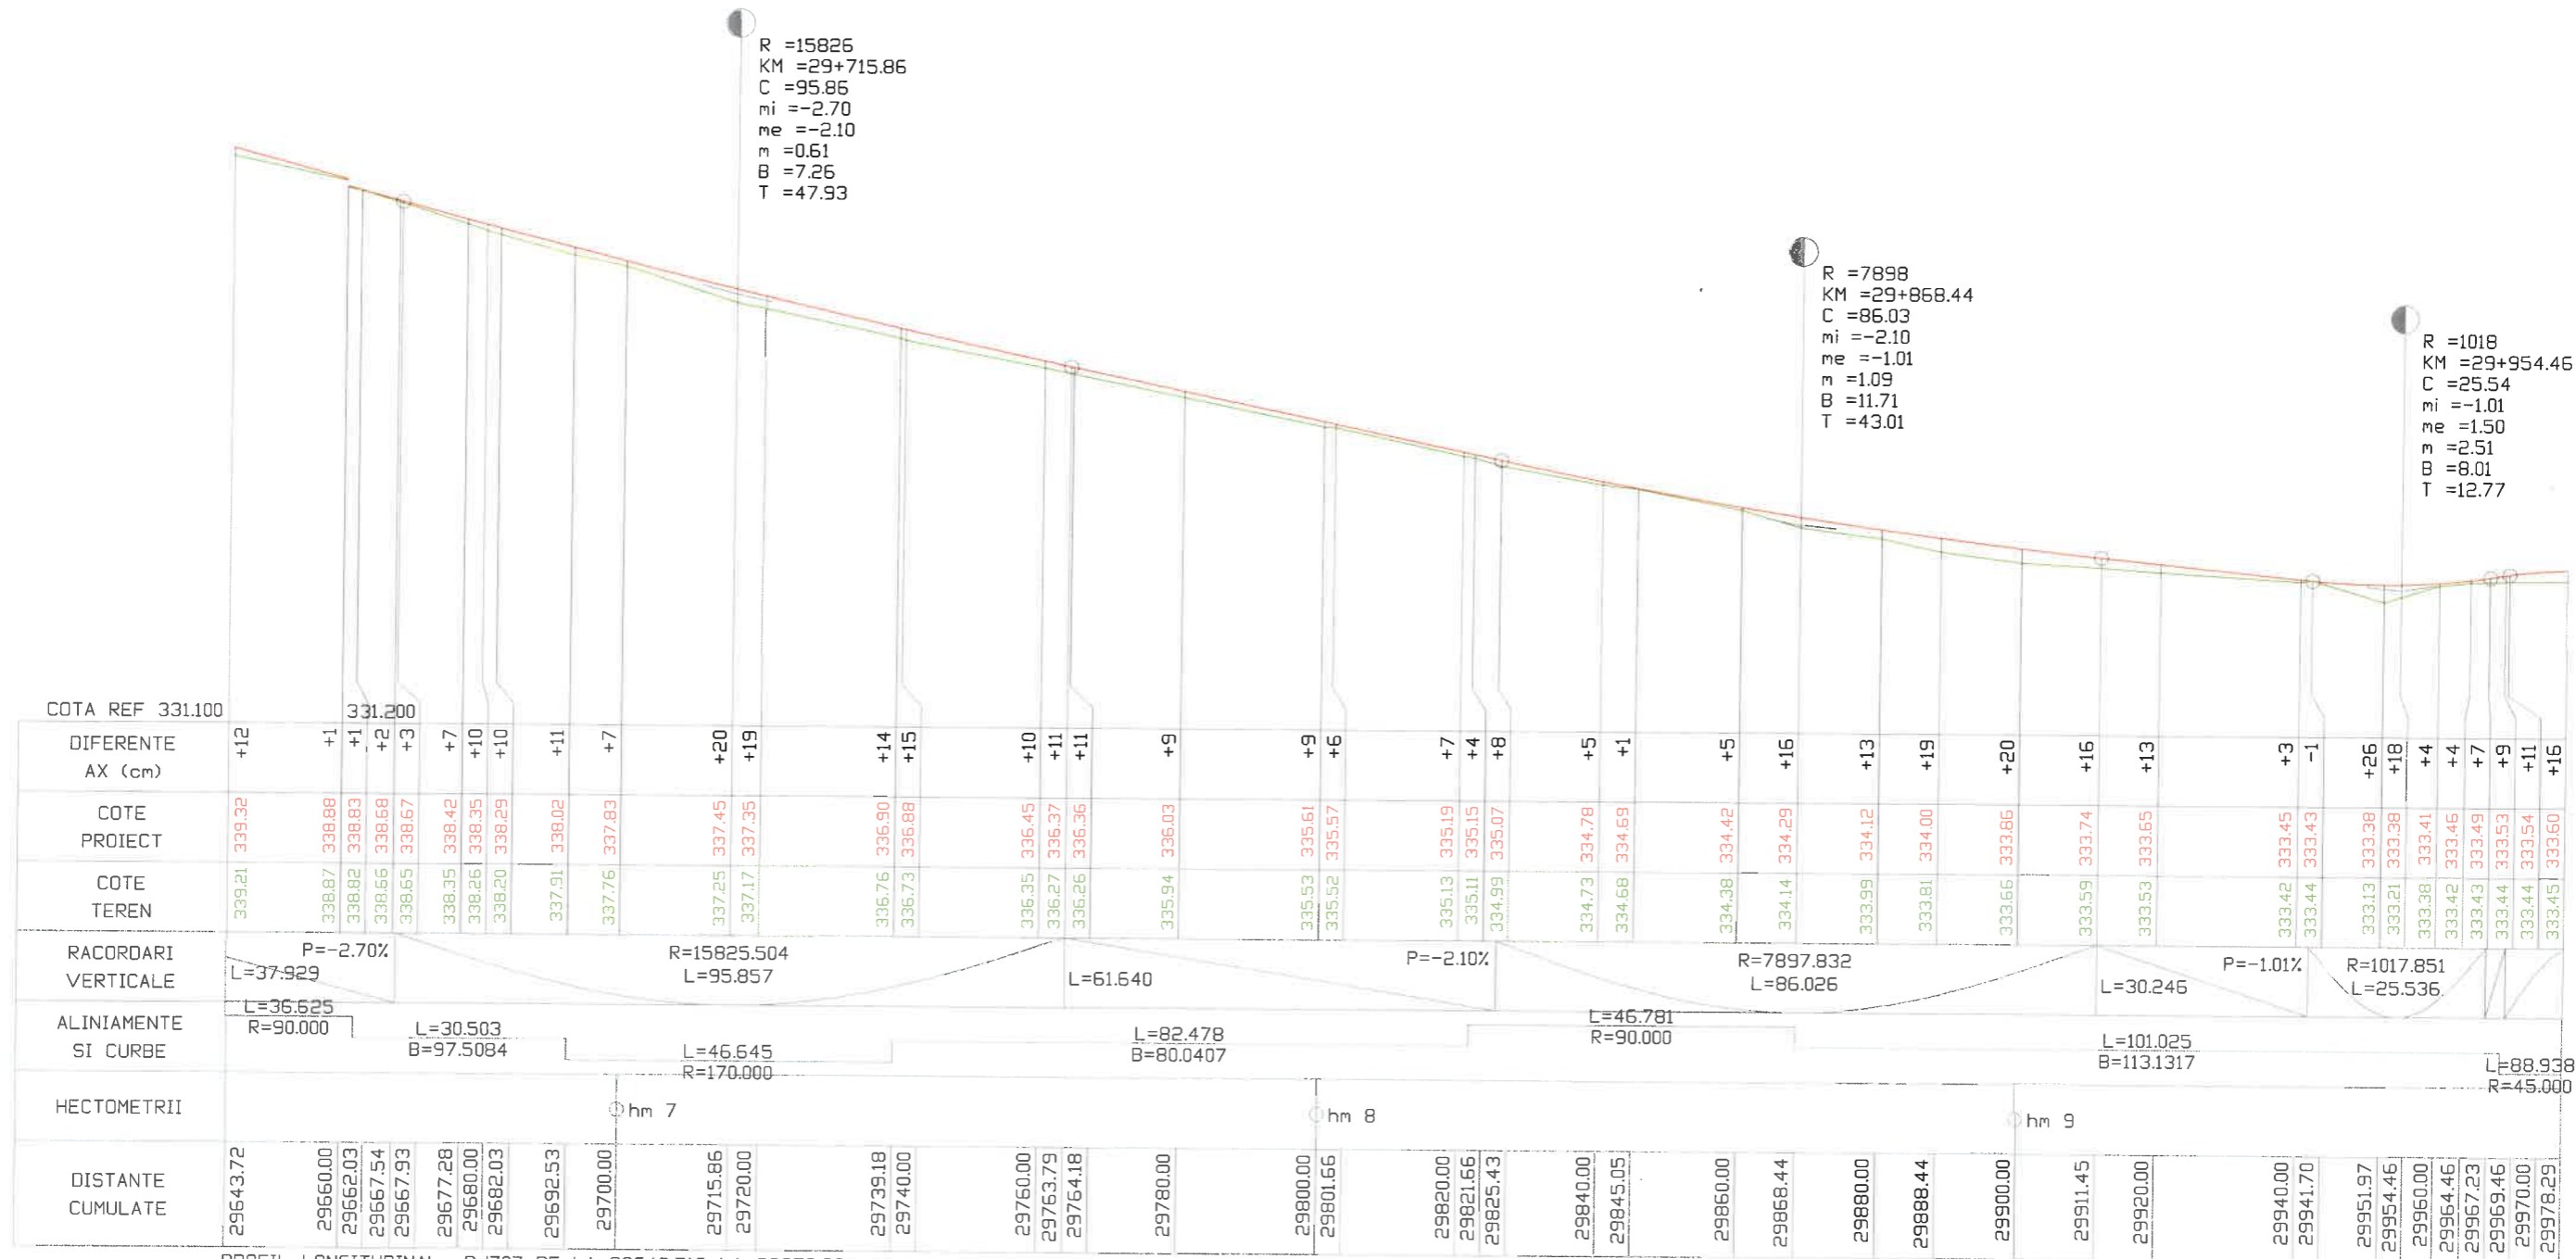 R =15826
KM =29+715.86
C =95.86
mi =-2.70
me =-2.10
m =0.61
B =7.26
T =47.93
R =7898
KM =29+868.44
C =86.03
mi =-2.10
me =-1.01
m =1.09
B =11.71
T =43.01
R =1018
KM =29+954.46
C =25.54
mi =-1.01
me =1.50
m =2.51
B =8.01
T =12.77
COTA REF 331.100 331.200
DIFERENTE
AX (cm)
+12 +1 +1 +2 +3 +7 +10 +10 +11 +7 +20 +19 +14 +15 +10 +11 +11 +9 +9 +6 +7 +4 +8 +5 +1 +5 +16 +13 +19 +20 +16 +13 +3 -1 +26 +18 +4 +4 +7 +9 +11 +16
COTE
PROIECT
339.32 338.88 338.83 338.68 338.67 338.42 338.35 338.29 338.02 337.83 337.45 337.35 336.90 336.88 336.45 336.37 336.36 336.03 335.61 335.57 335.19 335.15 335.07 334.78 334.69 334.42 334.29 334.12 334.00 333.86 333.74 333.65 333.45 333.43 333.38 333.38 333.41 333.46 333.49 333.53 333.54 333.60
COTE
TEREN
339.21 338.87 338.82 338.66 338.65 338.35 338.26 338.20 337.91 337.76 337.25 337.17 336.76 336.73 336.35 336.27 336.26 335.94 335.53 335.52 335.13 335.11 334.99 334.73 334.68 334.38 334.14 333.99 333.81 333.66 333.59 333.53 333.42 333.44 333.13 333.21 333.38 333.42 333.43 333.44 333.44 333.45
RACORDARI
VERTICALE
P=-2.70%
L=37.929
R=15825.504
L=95.857
L=61.640
P=-2.10%
R=7897.832
L=86.026
L=30.246
P=-1.01%
R=1017.851
L=25.536
ALINIAMENTE
SI CURBE
L=36.625
R=90.000
L=30.503
B=97.5084
L=46.645
R=170.000
L=82.478
B=80.0407
L=46.781
R=90.000
L=101.025
B=113.1317
L=88.938
R=45.000
HECTOMETRII
hm 7
hm 8
hm 9
DISTANTE
CUMULATE
29643.72 29660.00 29662.03 29667.54 29667.93 29677.28 29680.00 29682.03 29692.53 29700.00 29715.86 29720.00 29739.18 29740.00 29760.00 29763.79 29764.18 29780.00 29800.00 29801.66 29820.00 29821.66 29825.43 29840.00 29845.05 29860.00 29868.44 29880.00 29888.44 29900.00 29911.45 29920.00 29940.00 29941.70 29951.97 29954.46 29960.00 29964.46 29967.23 29969.46 29970.00 29978.29
PROFIL LONGITUDINAL